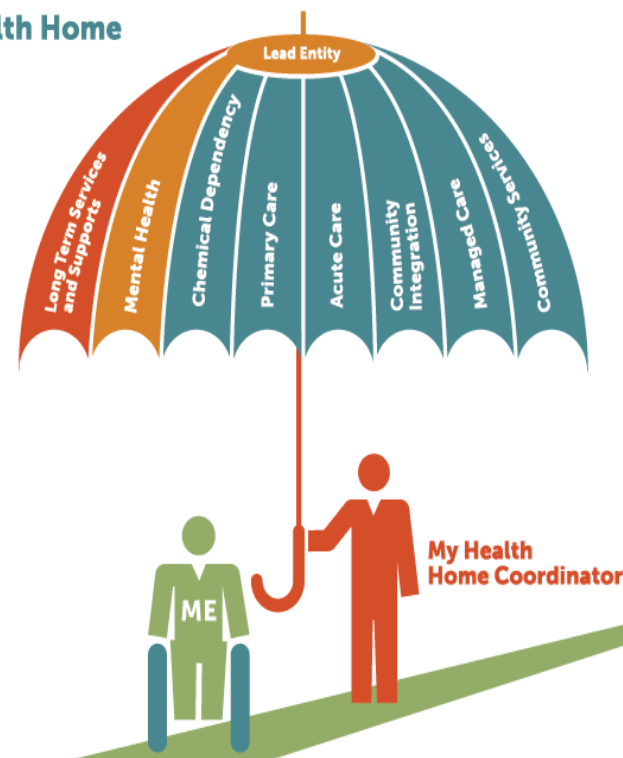 lth Home
Lead Entity
Long Term Services
and Supports
Mental Health
Chemical Dependency
Primary Care
Acute Care
Community
Integration
Managed Care
Community Services
My Health
Home Coordinator
ME